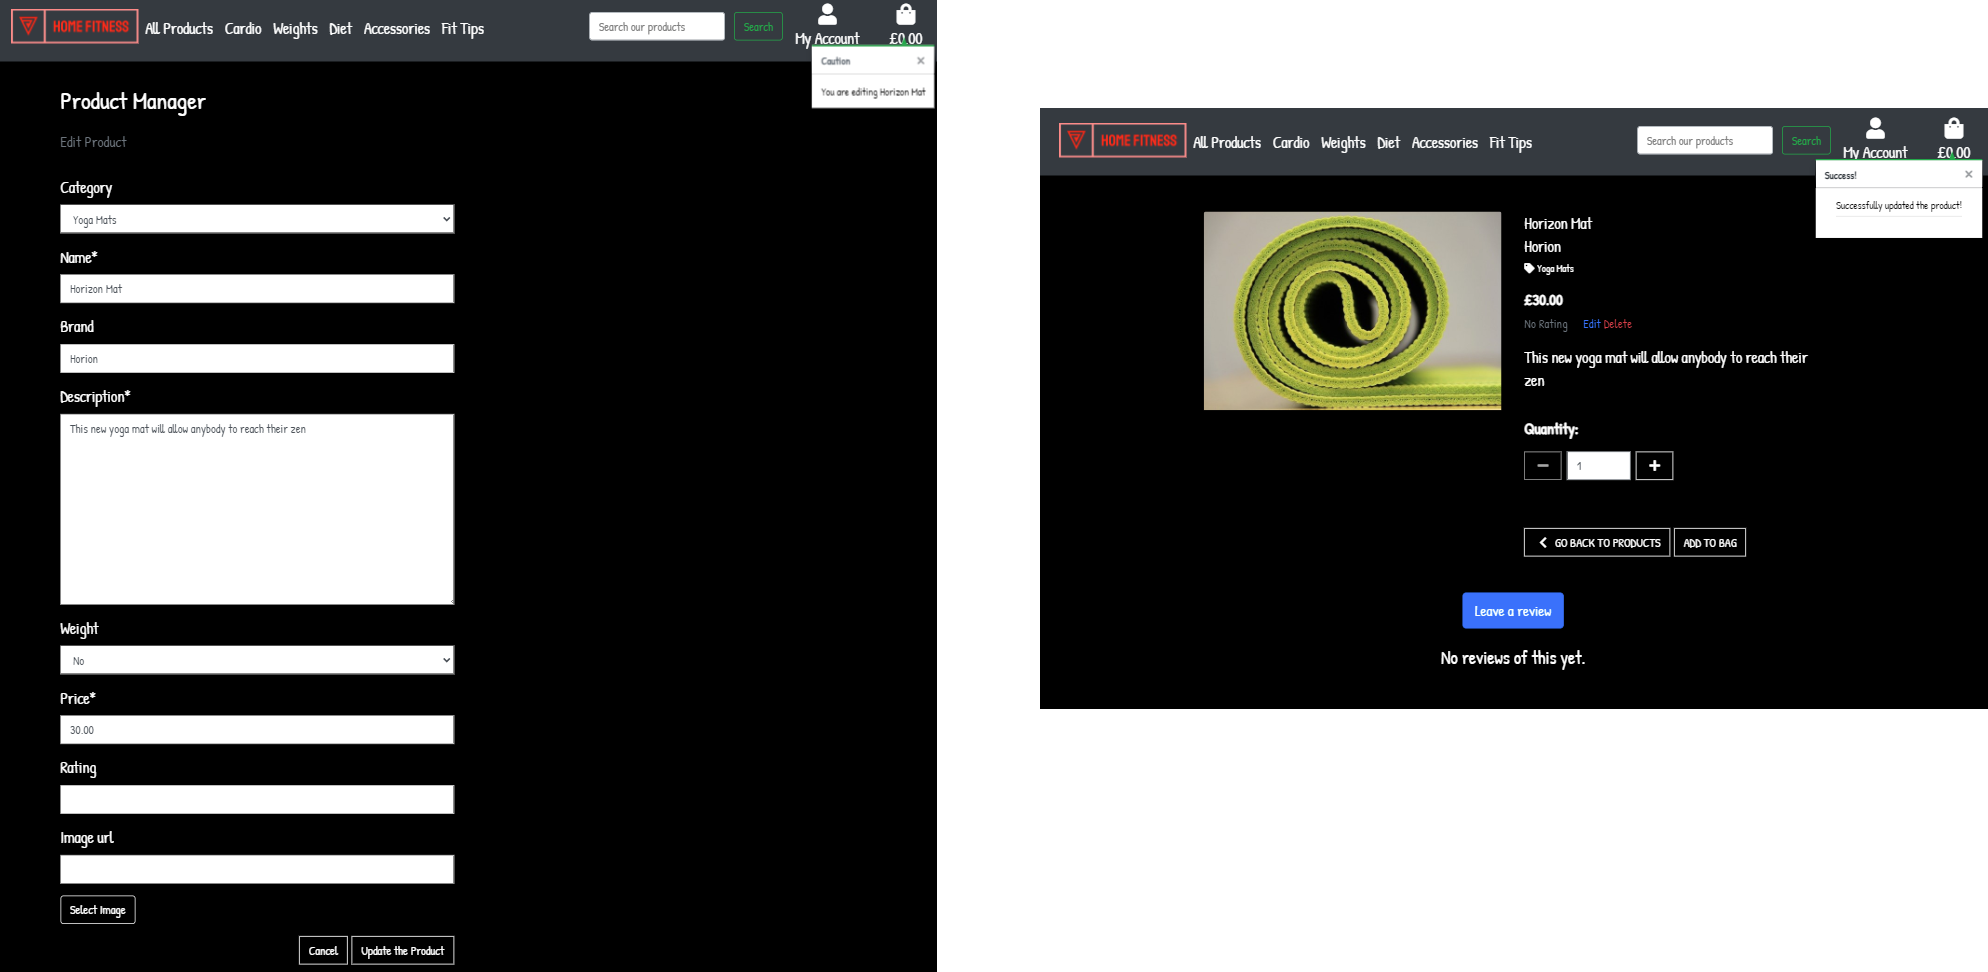 HOME FITNESS
All Products Cardio Weights Diet Accessories Fit Tips
Search our products
Search
My Account
£0.00
Caution ×
You are editing Horizon Mat
Product Manager
Edit Product
Category
Yoga Mats
Name*
Horizon Mat
Brand
Horion
Description*
This new yoga mat will allow anybody to reach their zen
Weight
No
Price*
30.00
Rating
Image url
Select Image
Cancel Update the Product
HOME FITNESS
All Products Cardio Weights Diet Accessories Fit Tips
Search our products
Search
My Account
£0.00
Success! ×
Successfully updated the product!
Horizon Mat
Horion
Yoga Mats
£30.00
No Rating Edit Delete
This new yoga mat will allow anybody to reach their
zen
Quantity:
1
GO BACK TO PRODUCTS ADD TO BAG
Leave a review
No reviews of this yet.